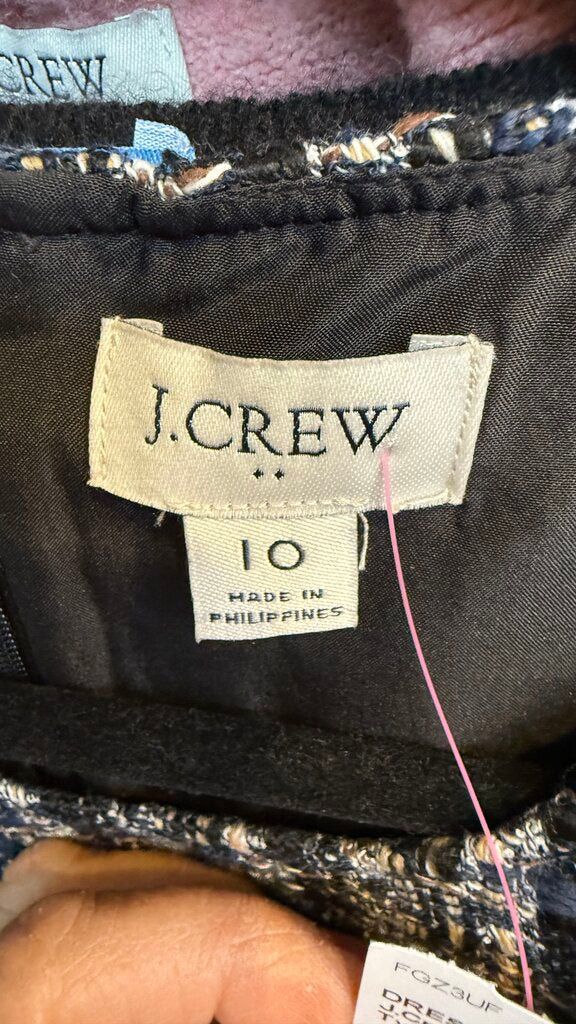 CREW
J.CREW
10
MADE IN
PHILIPPINES
FGZ3UF
DRES
J.C